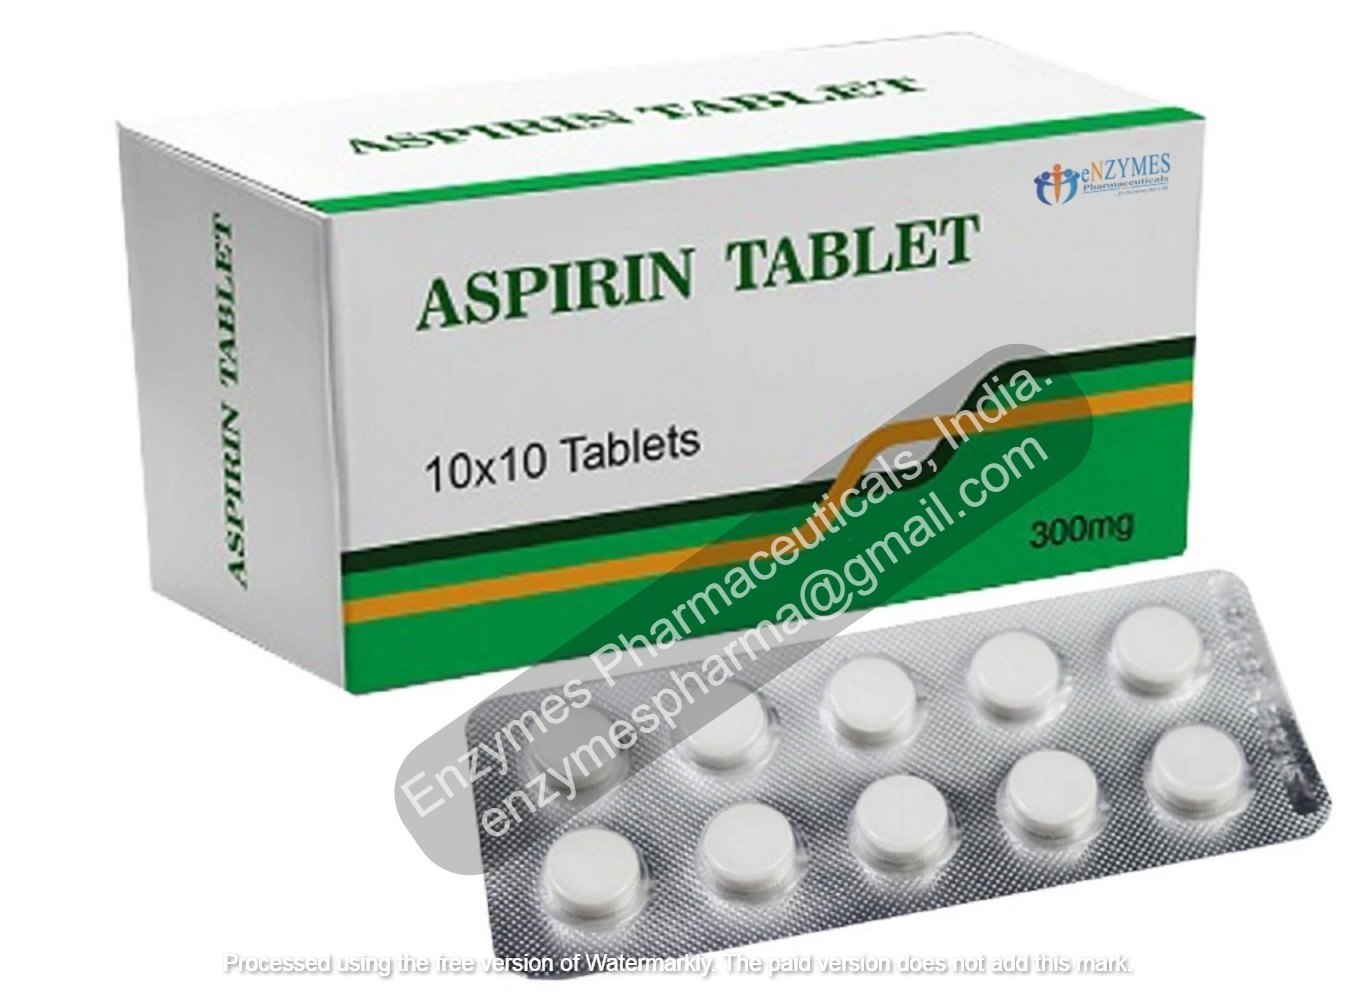 ASPIRIN TABLET
eNZYMES
Pharmaceuticals
ASPIRIN TABLET
ASPIRIN TABLET
10x10 Tablets
300mg
Enzymes Pharmaceuticals, India.
enzymespharma@gmail.com
Processed using the free version of Watermarkly. The paid version does not add this mark.